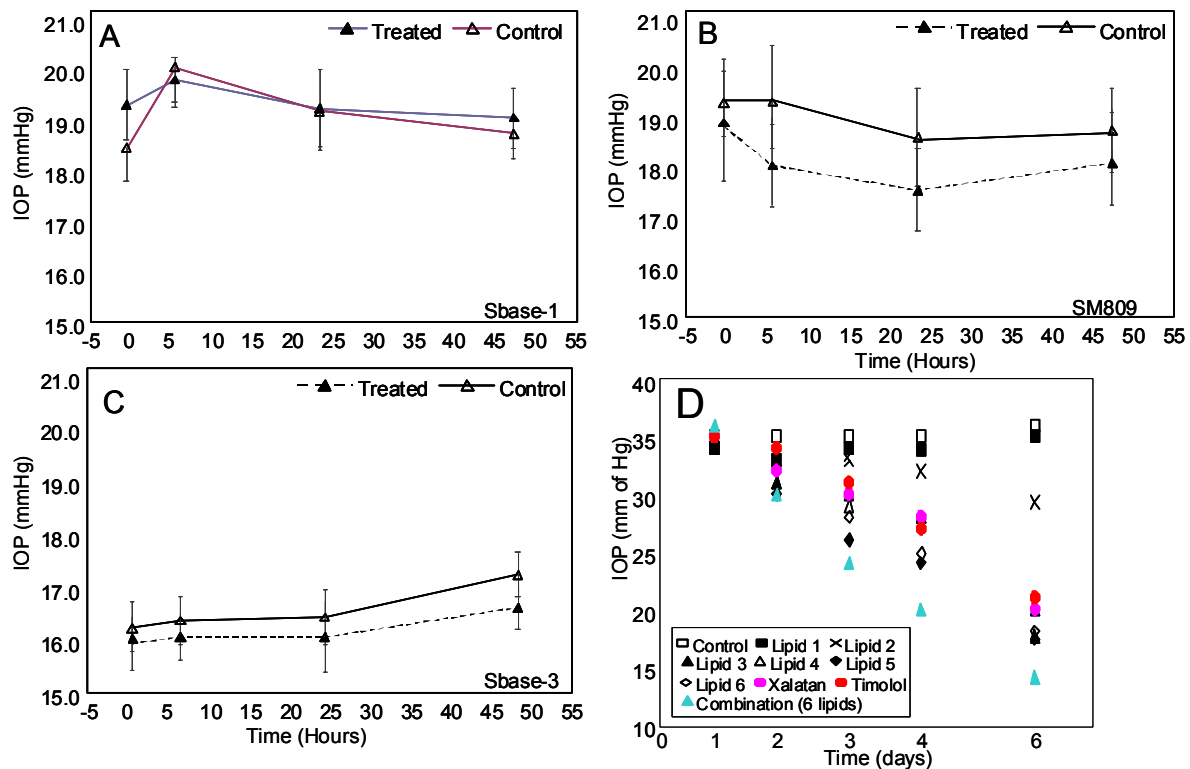 A
Treated Control
21.0
20.0
19.0
18.0
17.0
16.0
15.0
IOP (mmHg)
Sbase-1
-5 0 5 10 15 20 25 30 35 40 45 50 55
B
Treated Control
21.0
20.0
19.0
18.0
17.0
16.0
15.0
IOP (mmHg)
SM809
-5 0 5 10 15 20 25 30 35 40 45 50 55
Time (Hours)
C
Treated Control
21.0
20.0
19.0
18.0
17.0
16.0
15.0
IOP (mmHg)
Sbase-3
-5 0 5 10 15 20 25 30 35 40 45 50 55
Time (Hours)
D
40
35
30
25
20
15
10
IOP (mm of Hg)
Control Lipid 1 Lipid 2
Lipid 3 Lipid 4 Lipid 5
Lipid 6 Xalatan Timolol
Combination (6 lipids)
0 1 2 3 4 6
Time (days)